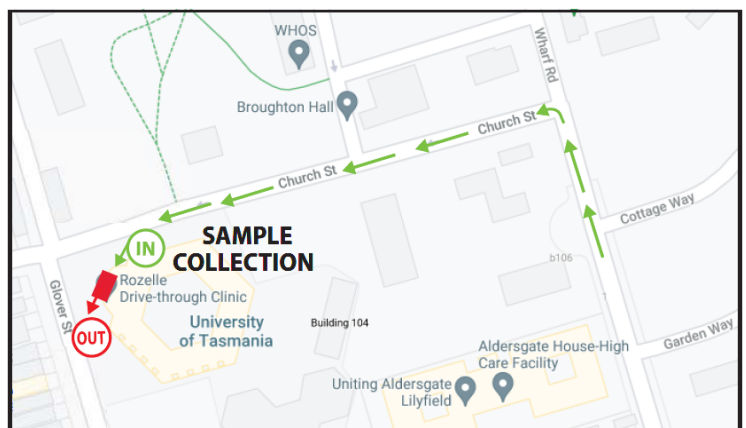 WHOS
Wharf Rd
Broughton Hall
Church St
Church St
Cottage Way
IN
SAMPLE
COLLECTION
b106
Rozelle
Drive-through Clinic
Glover St
OUT
University
of Tasmania
Building 104
Garden Way
Aldersgate House-High
Care Facility
Uniting Aldersgate
Lilyfield